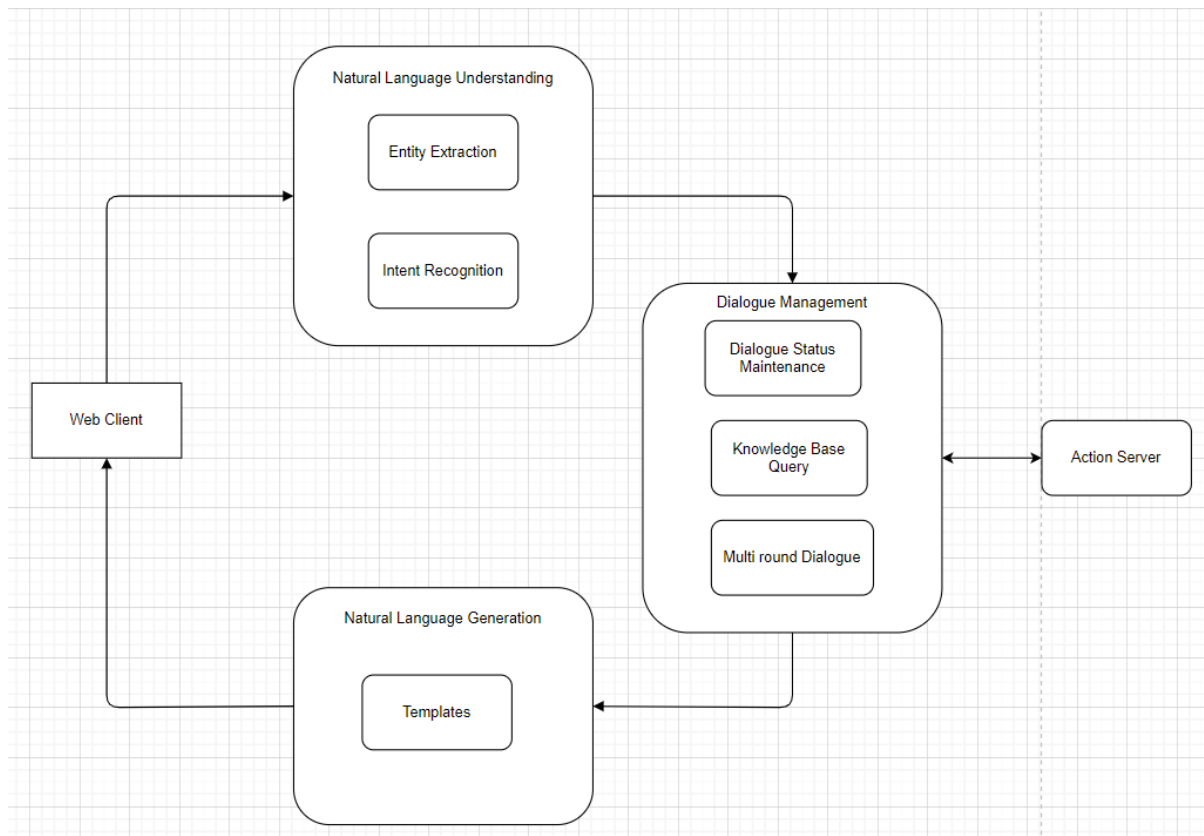 Natural Language Understanding
Entity Extraction
Intent Recognition
Dialogue Management
Dialogue Status
Maintenance
Knowledge Base
Query
Multi round Dialogue
Web Client
Action Server
Natural Language Generation
Templates